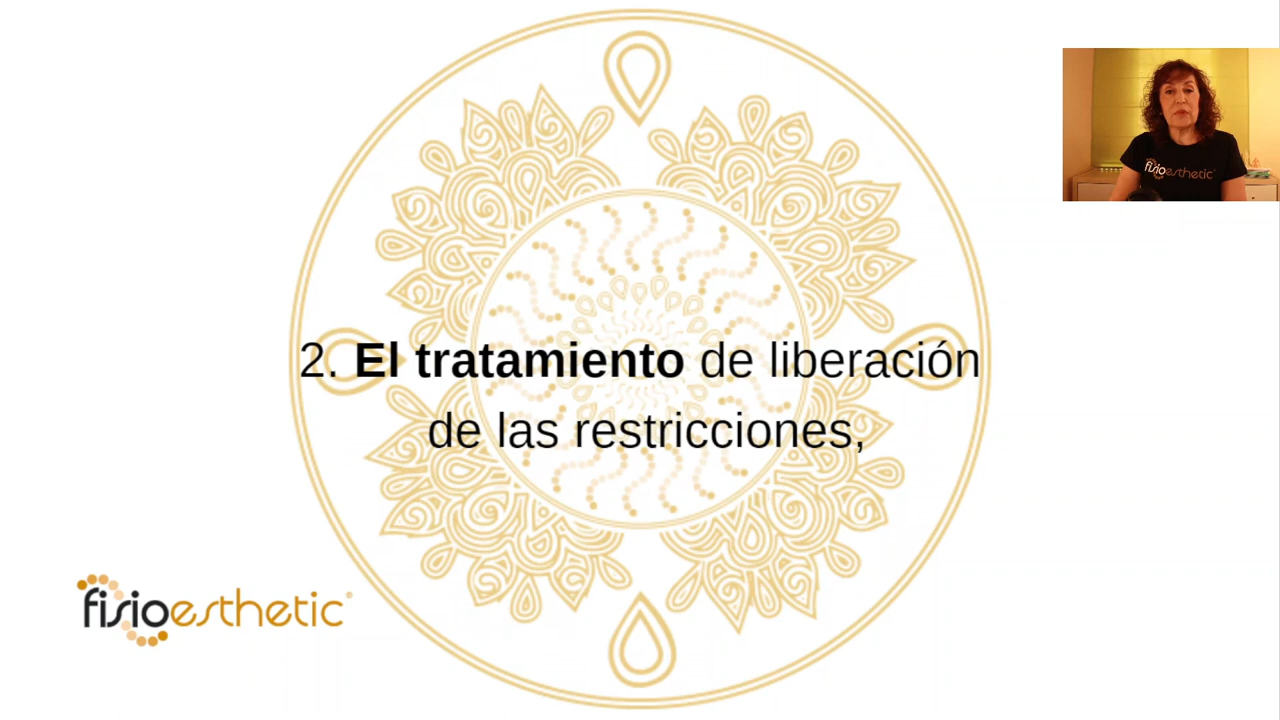 fisioesthetic
2. El tratamiento de liberación
de las restricciones,
fisioesthetic®